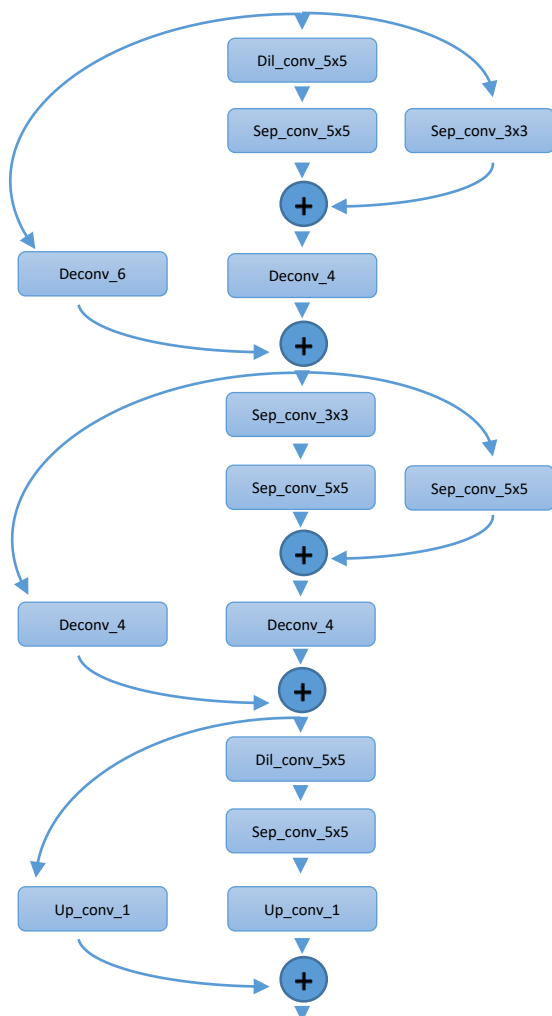 Dil_conv_5x5
Sep_conv_5x5
Sep_conv_3x3
+
Deconv_6
Deconv_4
+
Sep_conv_3x3
Sep_conv_5x5
Sep_conv_5x5
+
Deconv_4
Deconv_4
+
Dil_conv_5x5
Sep_conv_5x5
Up_conv_1
Up_conv_1
+